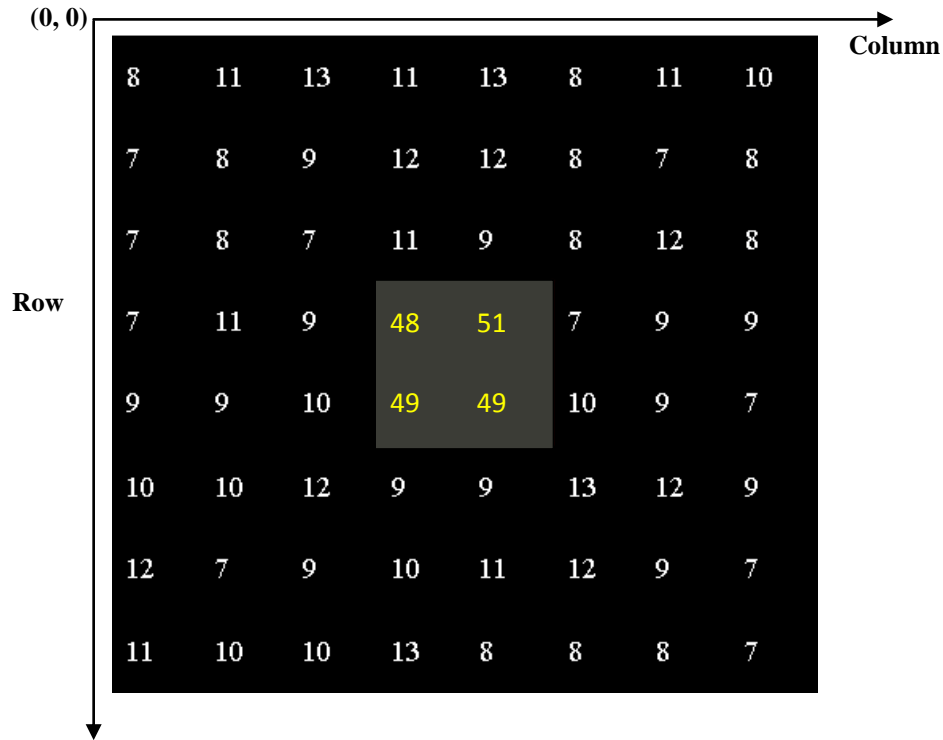 (0, 0)
Column
8 11 13 11 13 8 11 10
7 8 9 12 12 8 7 8
7 8 7 11 9 8 12 8
Row
7 11 9 48 51 7 9 9
9 9 10 49 49 10 9 7
10 10 12 9 9 13 12 9
12 7 9 10 11 12 9 7
11 10 10 13 8 8 8 7